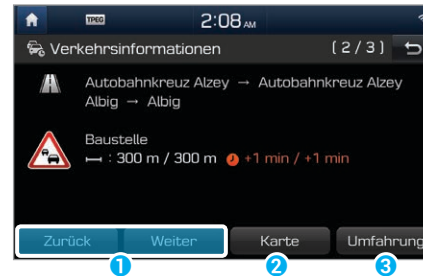 TPEG 2:08 AM
Verkehrsinformationen (2/3)
Autobahnkreuz Alzey → Autobahnkreuz Alzey
Albig → Albig
Baustelle
: 300 m / 300 m +1 min / +1 min
Zurück Weiter Karte Umfahrung
1 2 3